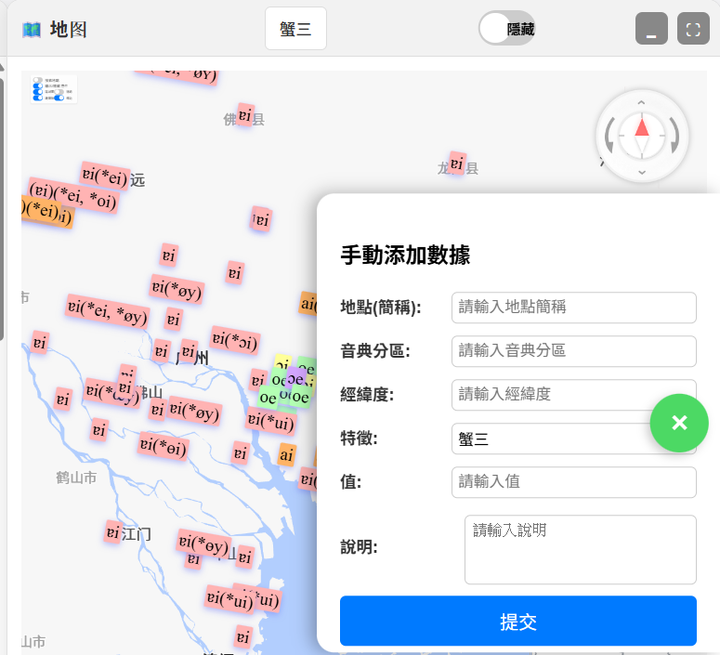 地图
蟹三
隱藏
佛
县
ɐi
龙
县
ɐi
ɐi(*ei)
远
(ɐi)(*ei, *oi)
ɐi
ɐi
ɐi
ɐi(*øy)
ɐi(*ei, *øy)
ɐi
ɐi(*ɔi)
ɐi
ɐi
ɐi
州
ɐi
oe
oe
oe
ɐi
ɐi
佛山
ɐi
ɐi(*øy)
ɐi(*ui)
ɐi
ɐi(*ɵi)
ɐi
ai
鹤山市
ɐi
江门
ɐi(*ɵy)
ɐi
山
ɐi
ɐi(*ui)
*ui)
ɐi
山市
手動添加數據
地點(簡稱):
請輸入地點簡稱
音典分區:
請輸入音典分區
經緯度:
請輸入經緯度
特徵:
蟹三
值:
請輸入值
說明:
請輸入說明
提交